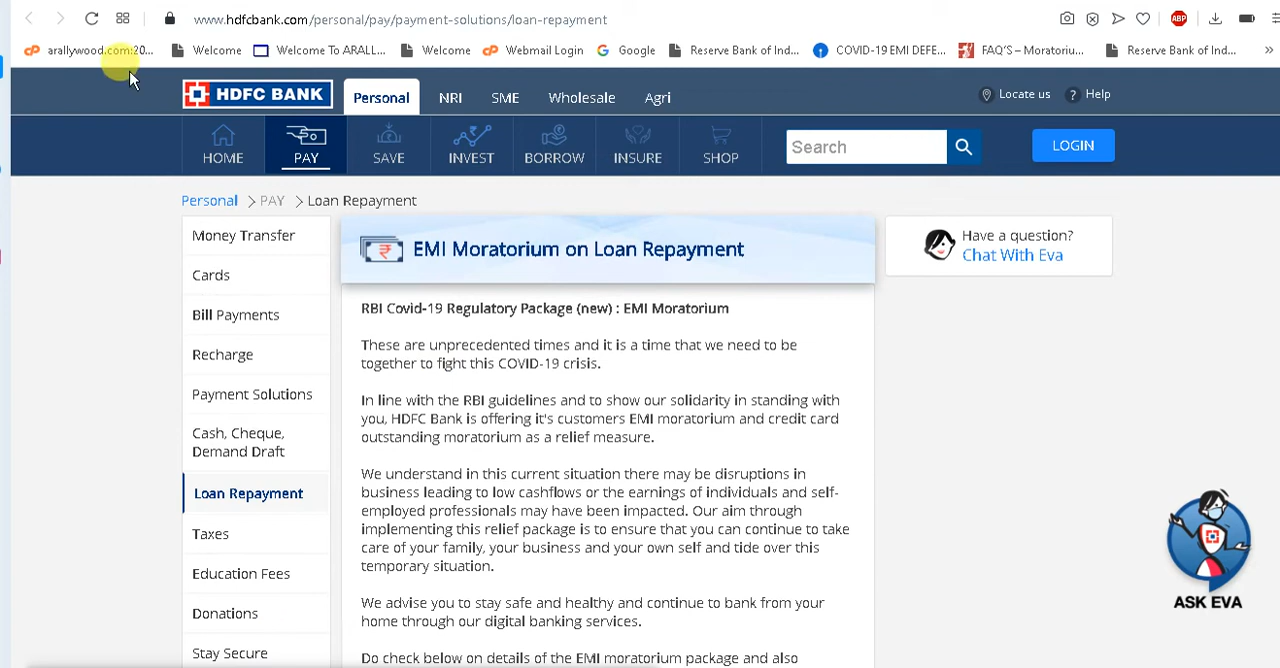 www.hdfcbank.com/personal/pay/payment-solutions/loan-repayment
ABP
arallywood.com:20... Welcome Welcome To ARALL... Welcome Webmail Login Google Reserve Bank of Ind... COVID-19 EMI DEFE... FAQ'S – Moratoriu... Reserve Bank of Ind... »
HDFC BANK Personal NRI SME Wholesale Agri Locate us ? Help
HOME PAY SAVE INVEST BORROW INSURE SHOP Search LOGIN
Personal > PAY > Loan Repayment
Money Transfer
Cards
Bill Payments
Recharge
Payment Solutions
Cash, Cheque,
Demand Draft
Loan Repayment
Taxes
Education Fees
Donations
Stay Secure
₹ EMI Moratorium on Loan Repayment
RBI Covid-19 Regulatory Package (new) : EMI Moratorium
These are unprecedented times and it is a time that we need to be
together to fight this COVID-19 crisis.
In line with the RBI guidelines and to show our solidarity in standing with
you, HDFC Bank is offering it's customers EMI moratorium and credit card
outstanding moratorium as a relief measure.
We understand in this current situation there may be disruptions in
business leading to low cashflows or the earnings of individuals and self-
employed professionals may have been impacted. Our aim through
implementing this relief package is to ensure that you can continue to take
care of your family, your business and your own self and tide over this
temporary situation.
We advise you to stay safe and healthy and continue to bank from your
home through our digital banking services.
Do check below on details of the EMI moratorium package and also
Have a question?
Chat With Eva
ASK EVA